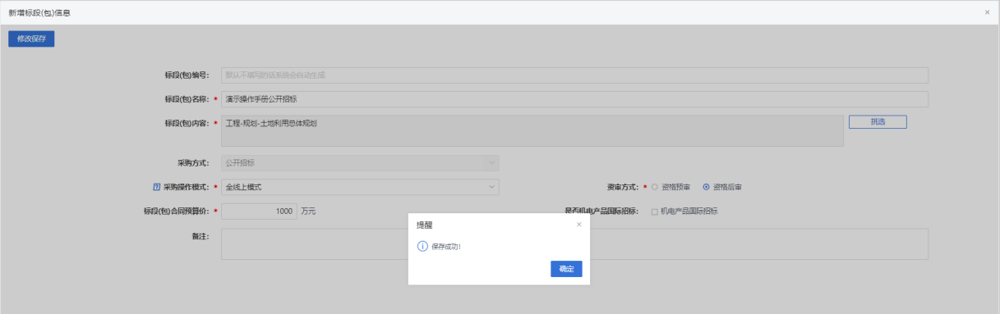 新增标段(包)信息
修改保存
标段(包)编号: 默认不填写的话系统会自动生成
标段(包)名称: * 演示操作手册公开招标
标段(包)内容: * 工程-规划-土地利用总体规划 挑选
采购方式: 公开招标
采购操作模式: * 全线上模式 资审方式: * 资格预审 资格后审
标段(包)合同预算价: * 1000 万元 是否机电产品国际招标: 机电产品国际招标
备注:
提醒
保存成功!
确定